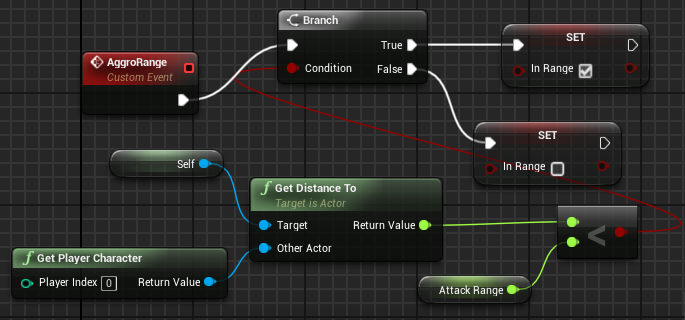 Branch
True
Condition
False
AggroRange
Custom Event
SET
In Range
SET
In Range
Self
f Get Distance To
Target is Actor
Target
Return Value
Other Actor
<
f Get Player Character
Player Index 0
Return Value
Attack Range